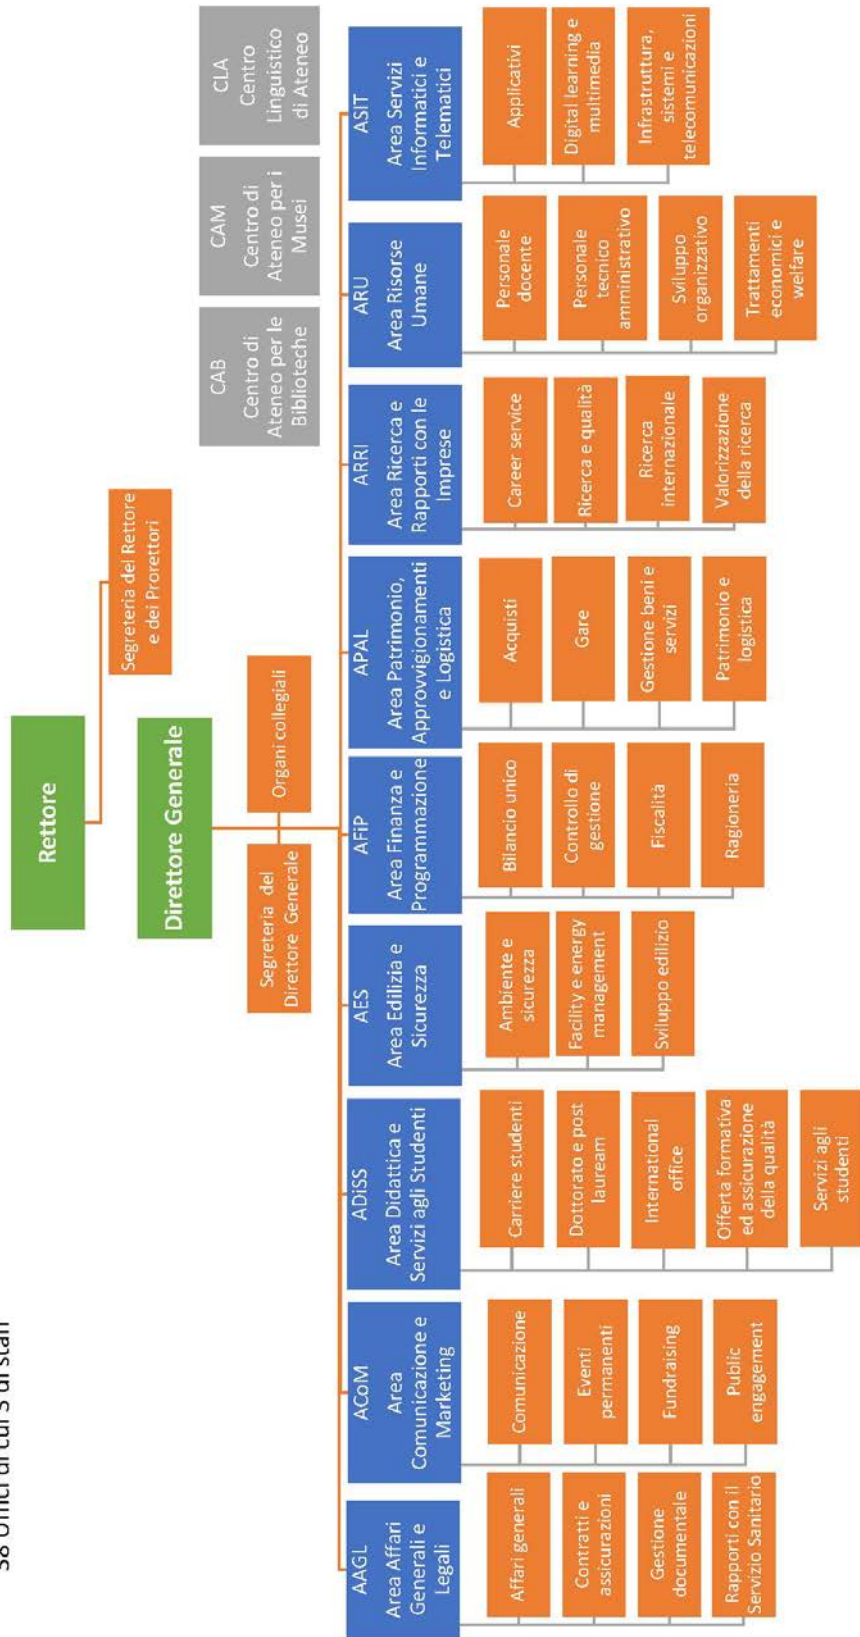 38 Uffici di cui 3 di staff
Rettore
Segreteria del Rettore
e dei Prorettori
Direttore Generale
Segreteria del
Direttore Generale
Organi collegiali
CAB
Centro di
Ateneo per le
Biblioteche
CAM
Centro di
Ateneo per i
Musei
CLA
Centro
Linguistico
di Ateneo
AAGL
Area Affari
Generali e
Legali
Affari generali
Contratti e
assicurazioni
Gestione
documentale
Rapporti con il
Servizio Sanitario
ACoM
Area
Comunicazione e
Marketing
Comunicazione
Eventi
permanenti
Fundraising
Public
engagement
ADiSS
Area Didattica e
Servizi agli Studenti
Carriere studenti
Dottorato e post
lauream
International
office
Offerta formativa
ed assicurazione
della qualità
Servizi agli
studenti
AES
Area Edilizia e
Sicurezza
Ambiente e
sicurezza
Facility e energy
management
Sviluppo edilizio
AFiP
Area Finanza e
Programmazione
Bilancio unico
Controllo di
gestione
Fiscalità
Ragioneria
APAL
Area Patrimonio,
Approvvigionamenti
e Logistica
Acquisti
Gare
Gestione beni e
servizi
Patrimonio e
logistica
ARRI
Area Ricerca e
Rapporti con le
Imprese
Career service
Ricerca e qualità
Ricerca
internazionale
Valorizzazione
della ricerca
ARU
Area Risorse
Umane
Personale
docente
Personale
tecnico
amministrativo
Sviluppo
organizzativo
Trattamenti
economici e
welfare
ASIT
Area Servizi
Informatici e
Telematici
Applicativi
Digital learning e
multimedia
Infrastruttura,
sistemi e
telecomunicazioni